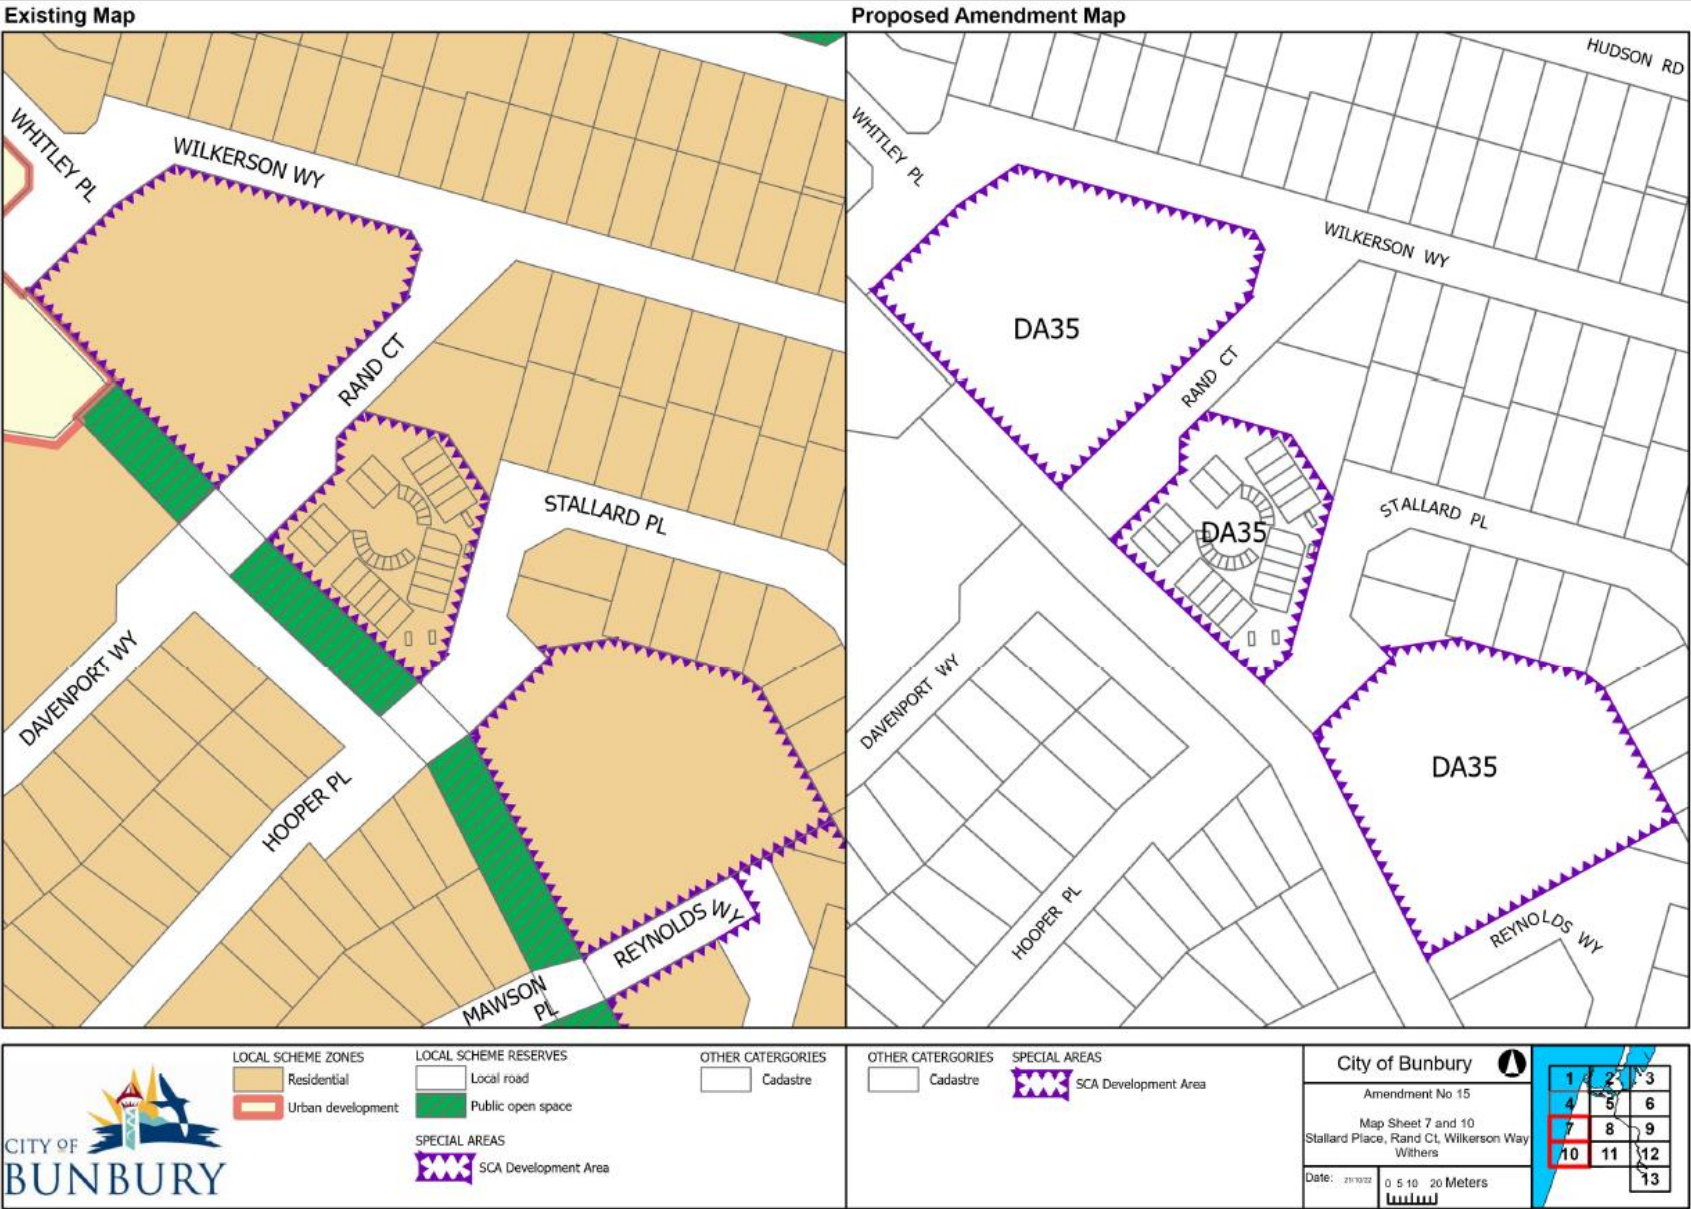 Existing Map
Proposed Amendment Map
WHITLEY PL
WILKERSON WY
RAND CT
STALLARD PL
DAVENPORT WY
HOOPER PL
REYNOLDS WY
MAWSON
PL
HUDSON RD
WHITLEY PL
WILKERSON WY
DA35
RAND CT
DA35
STALLARD PL
DAVENPORT WY
DA35
HOOPER PL
REYNOLDS WY
CITY OF
BUNBURY
LOCAL SCHEME ZONES
Residential
Urban development
LOCAL SCHEME RESERVES
Local road
Public open space
SPECIAL AREAS
SCA Development Area
OTHER CATERGORIES
Cadastre
OTHER CATERGORIES
Cadastre
SPECIAL AREAS
SCA Development Area
City of Bunbury
Amendment No 15
Map Sheet 7 and 10
Stallard Place, Rand Ct, Wilkerson Way
Withers
Date: 21/10/22
0 5 10 20 Meters
1 2 3
4 5 6
7 8 9
10 11 12
13